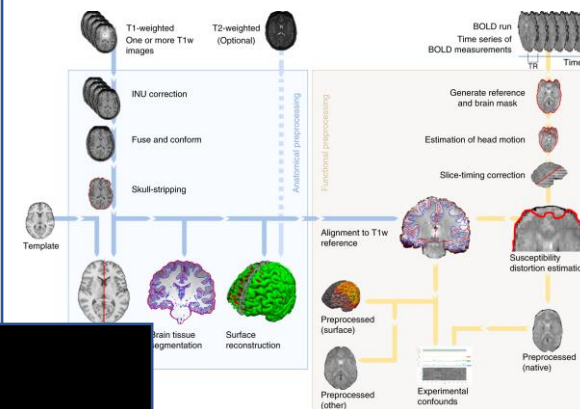 T1-weighted
One or more T1w
images
T2-weighted
(Optional)
BOLD run
Time series of
BOLD measurements
TR
Time
INU correction
Fuse and conform
Skull-stripping
Template
Anatomical preprocessing
Functional preprocessing
Generate reference
and brain mask
Estimation of head motion
Slice-timing correction
Alignment to T1w
reference
Susceptibility
distortion estimatio
Brain tissue
segmentation
Surface
reconstruction
Preprocessed
(surface)
Preprocessed
(other)
Experimental
confounds
Preprocessed
(native)